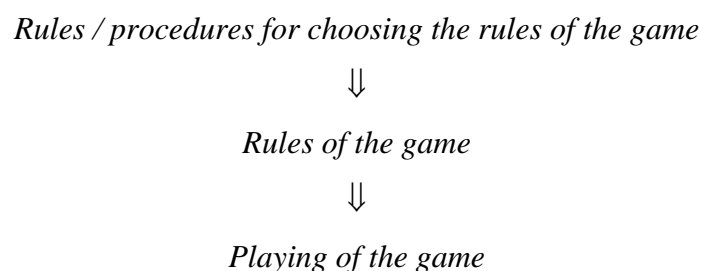 Rules / procedures for choosing the rules of the game
⇓
Rules of the game
⇓
Playing of the game